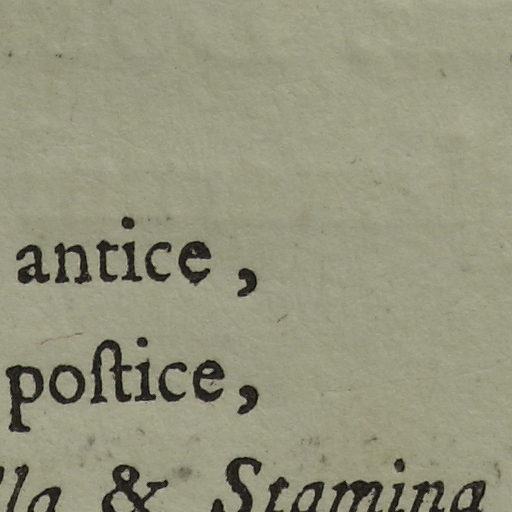 antice,
poſtice,
& Stamina